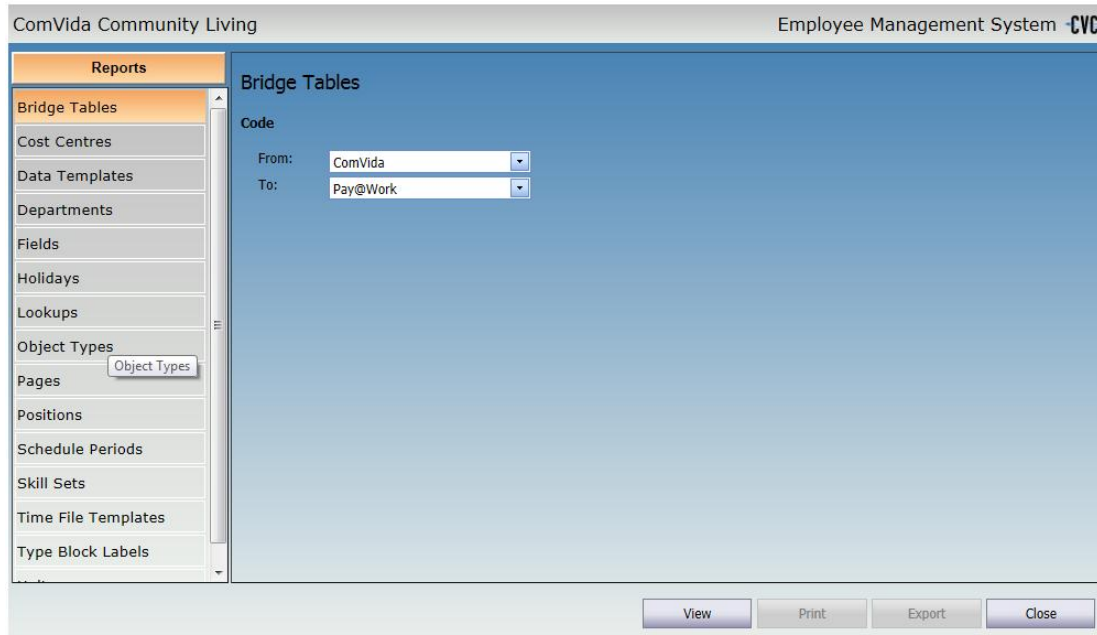 ComVida Community Living
Employee Management System
Reports
Bridge Tables
Cost Centres
Data Templates
Departments
Fields
Holidays
Lookups
Object Types
Object Types
Pages
Positions
Schedule Periods
Skill Sets
Time File Templates
Type Block Labels
Bridge Tables
Code
From: ComVida
To: Pay@Work
View Print Export Close